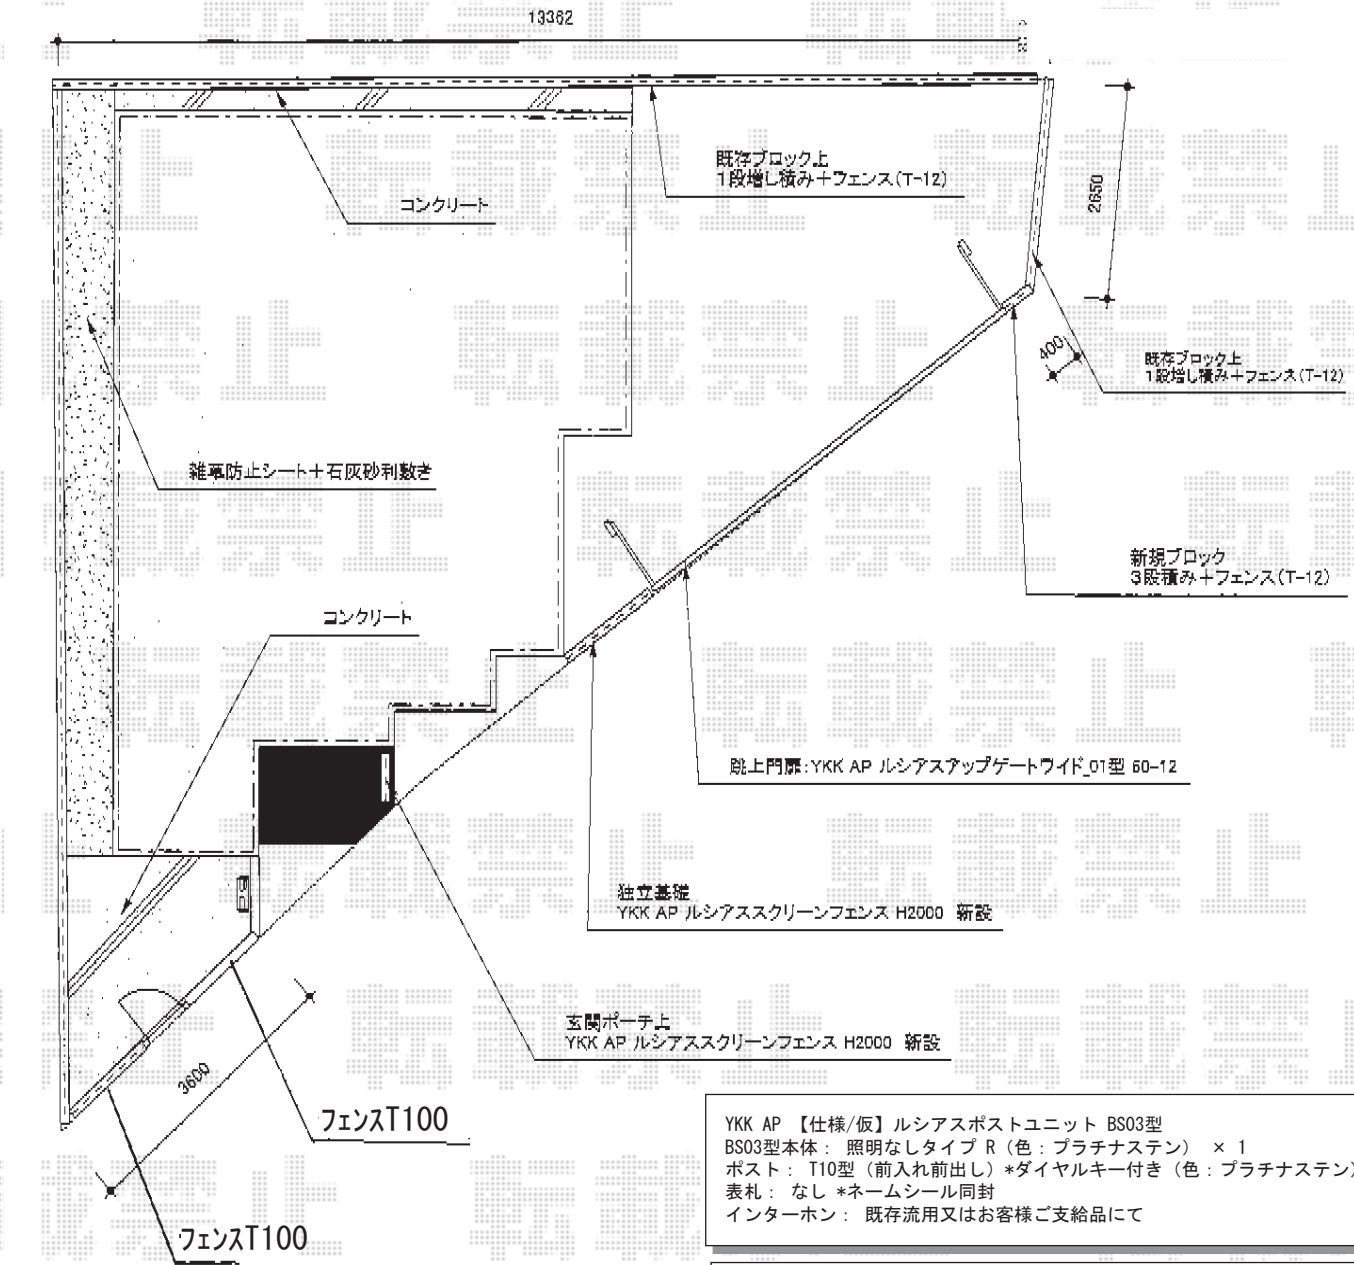 13362
既存ブロック上
1段増し積み+フェンス(T-12)
コンクリート
2650
400
既存ブロック上
1段増し積み+フェンス(T-12)
雑草防止シート+石灰砂利敷き
新規ブロック
3段積み+フェンス(T-12)
コンクリート
跳上門扉:YKK AP ルシアスアップゲートワイド_01型 60-12
独立基礎
YKK AP ルシアススクリーンフェンス H2000 新設
玄関ポーチ上
YKK AP ルシアススクリーンフェンス H2000 新設
3600
フェンスT100
フェンスT100
YKK AP 【仕様/仮】ルシアスポストユニット BS03型
BS03型本体： 照明なしタイプ R（色：プラチナステン） × 1
ポスト： T10型（前入れ前出し）*ダイヤルキー付き（色：プラチナステン）
表札： なし *ネームシール同封
インターホン： 既存流用又はお客様ご支給品にて
転載禁止